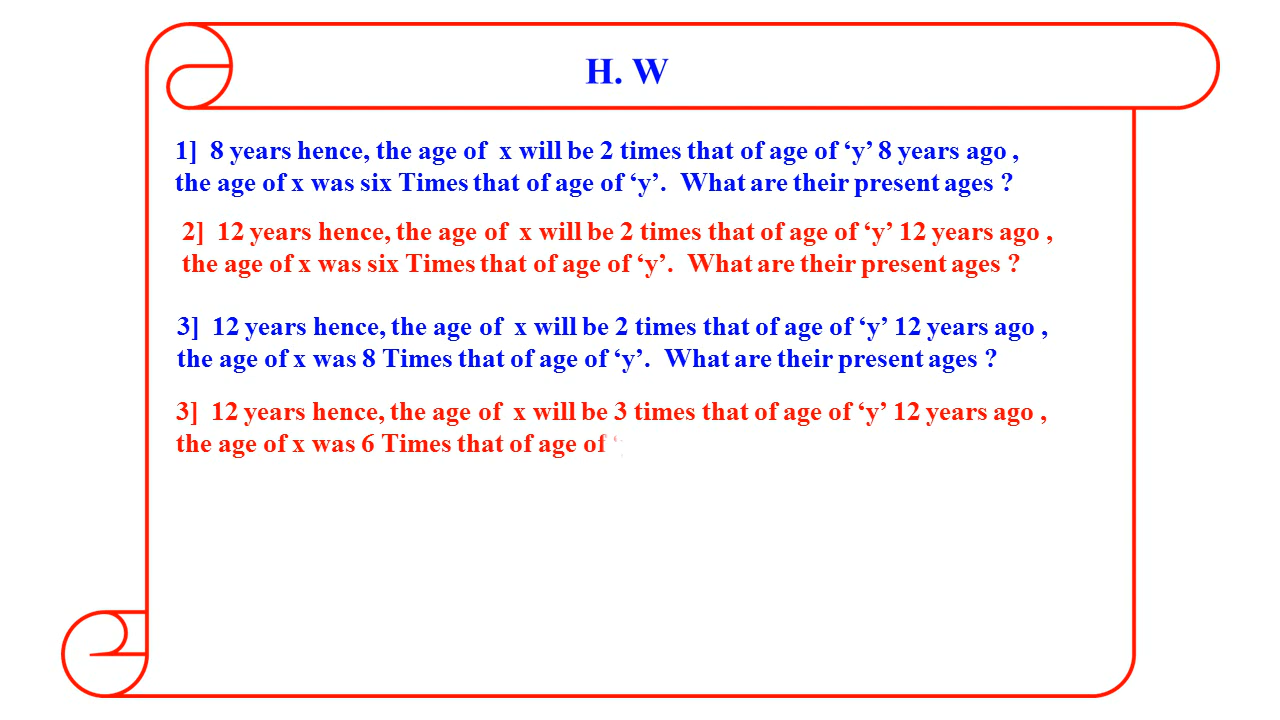 H. W
1] 8 years hence, the age of x will be 2 times that of age of ‘y’ 8 years ago ,
the age of x was six Times that of age of ‘y’. What are their present ages ?
2] 12 years hence, the age of x will be 2 times that of age of ‘y’ 12 years ago ,
the age of x was six Times that of age of ‘y’. What are their present ages ?
3] 12 years hence, the age of x will be 2 times that of age of ‘y’ 12 years ago ,
the age of x was 8 Times that of age of ‘y’. What are their present ages ?
3] 12 years hence, the age of x will be 3 times that of age of ‘y’ 12 years ago ,
the age of x was 6 Times that of age of